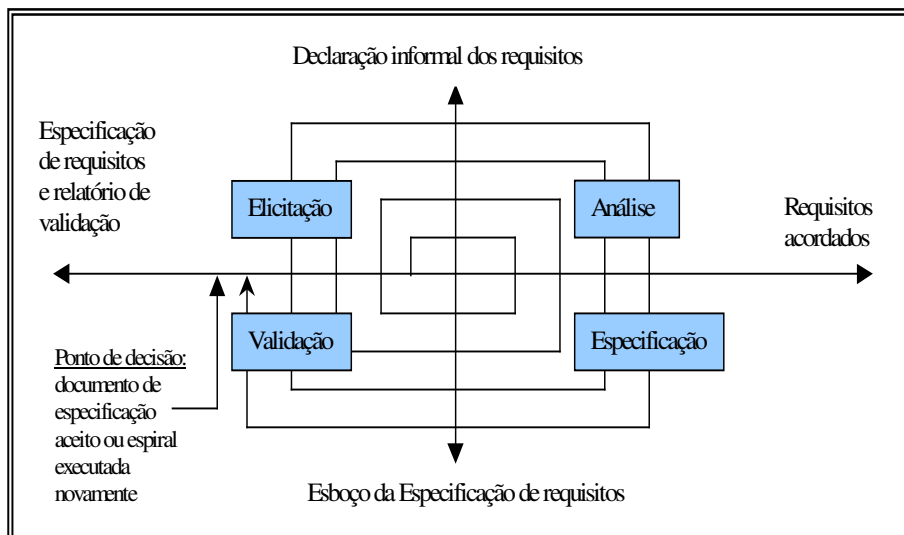 Declaração informal dos requisitos
Especificação
de requisitos
e relatório de
validação
Elicitação
Análise
Requisitos
acordados
Validação
Especificação
Ponto de decisão:
documento de
especificação
aceito ou espiral
executada
novamente
Esboço da Especificação de requisitos